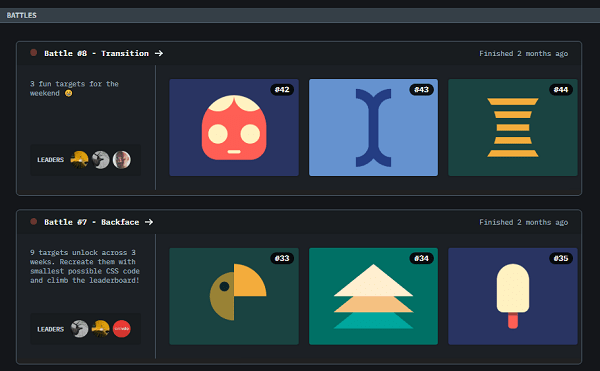 BATTLES
Battle #8 - Transition → Finished 2 months ago
3 fun targets for the
weekend 😉
LEADERS
#42 #43 #44
Battle #7 - Backface → Finished 2 months ago
9 targets unlock across 3
weeks. Recreate them with
smallest possible CSS code
and climb the leaderboard!
LEADERS
#33 #34 #35